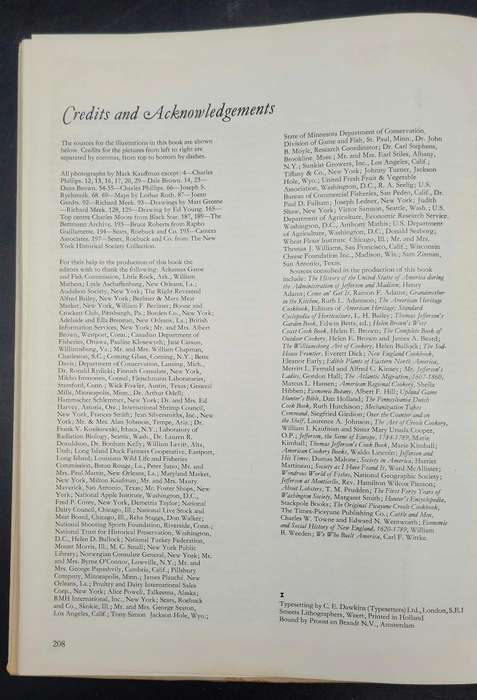 Credits and Acknowledgements
The sources for the illustrations in this book are shown
below. Credits for the pictures from left to right are
separated by commas, from top to bottom by dashes.
All photographs by Mark Kauffman except: 4—Charles
Phillips. 12, 13, 16, 17, 20, 29—Dale Brown. 14, 25—
Dana Brown. 54,55—Charles Phillips. 66—Joseph S.
Rychetnik. 68, 69—Maps by Lothar Roth. 87—Joern
Gerdts. 92—Richard Meek. 93—Drawings by Matt Greene
—Richard Meek. 128, 129—Drawing by Ed Young. 165—
Top centre Charles Moore from Black Star. 187, 189—The
Bettmann Archive. 193—Bruce Roberts from Rapho
Guillumette. 194—Sears, Roebuck and Co. 195—Camera
Associates. 197—Sears, Roebuck and Co. from The New
York Historical Society Collection.
For their help in production of this book the
editors wish to thank the following: Arkansas Game
and Fish Commission, Little Rock, Ark., William
Mathers; Lysle Aschaffenburg, New Orleans, La.;
Audubon Society, New York, The Right Reverend
Alfred Bailey, New York; Berliner & Marx Meat
Market, New York, William F. Berliner; Boone and
Crockett Club, Pittsburgh, Pa.; Borden Co., New York,
Adelaide and Ella Brennan, New Orleans, La.; British
Information Services, New York; Mr. and Mrs. Albert
Brown, Westport, Conn.; Canadian Department of
Fisheries, Ottawa, Pauline; June Carson,
Williamsburg, Va.; Mr. and Mrs. William Chapman,
Charleston, S.C.; Corning Glass, Corning, N.Y.; Bette
Davis; Department of Conservation, Lansing, Mich.,
Dr. Ronald; Finnish Consulate, New York,
Immonen, Consul; Fleischmann Laboratories,
Stamford, Conn.; Wick Fowler, Austin, Texas; General
Mills, Minneapolis, Minn., Dr. Arthur Odell;
Hammacher Schlemmer, New York; Dr. and Mrs. Ed
Harvey, Astoria, Ore.; International Shrimp Council,
New York, Frances Smith; Jean Silversmiths, Inc., New
York; Mr. & Mrs. Alan Johnson, Tempe, Ariz.; Dr.
Frank V. Kosikowski, Ithaca, N.Y.; Laboratory of
Radiation Biology, Seattle, Wash., Dr. Lauren R.
Donaldson, Dr. Bonham Kelly; William Levin, Alta,
Utah; Long Island Duck Farmers Cooperative, Eastport,
Long Island; Louisiana Wild Life and Fisheries
Commission, Baton Rouge, La., Peter; Mr. and
Mrs. Paul Martin, New Orleans, La.; Maryland Market,
New York, Milton Kaufman; Mr. and Mrs. Maury
Maverick, San Antonio, Texas; Mr. Foster Shops, New
York; National Apple Institute, Washington, D.C.,
Fred P. Corey, New York, Demetria Taylor; National
Dairy Council, Chicago, Ill.; National Live Stock and
Meat Board, Chicago, Ill., Reba Staggs, Don Walker;
National Shooting Sports Foundation, Riverside, Conn.;
National Trust for Historical Preservation, Washington,
D.C., Helen D. Bullock; National Turkey Federation,
Mount Morris, Ill., M. C. Small; New York Public
Library; Norwegian Consulate General, New York; Mr.
and Mrs. Byrne O'Connor, Lowville, N.Y.; Mr. and
Mrs. George Papashvily, Cambria, Calif.; Pillsbury
Company, Minneapolis, Minn.; James Plauché, New
Orleans, La.; Poultry and Dairy International Sales
Corp., New York; Alice Powell, Talkeetna, Alaska;
RMH International, Inc., New York; Sears, Roebuck
and Co., Skokie, Ill.; Mr. and Mrs. George Seaton,
Los Angeles, Calif.; Tony Simon Jackson Hole, Wyo.;
State of Minnesota Department of Conservation,
Division of Game and Fish, St. Paul, Minn., Dr. John
B. Moyle, Research Coordinator; Dr. Carl Stephens,
Brookline, Mass.; Mr. and Mrs. Earl Stiles, Albany,
N.Y.; Sunkist Growers, Inc., Los Angeles, Calif.;
Tiffany & Co., New York; Johnny Turner, Jackson
Hole, Wyo.; United Fresh Fruit & Vegetable
Association, Washington, D.C., R. A. Seelig; U.S.
Bureau of Commercial Fisheries, San Pedro, Calif., Dr.
Paul D. Fulham; Joseph Ledner, New York; Judith
Shaw, New York; Victor Samson, Seattle, Wash.; U.S.
Department of Agriculture, Economic Research Service,
Washington, D.C., Anthony Mathis; U.S. Department
of Agriculture, Washington, D.C., Donald Seaborg;
Wheat Flour Institute Chicago, Ill.; Mr. and Mrs.
Thomas J. Williams, San Francisco, Calif.; Wisconsin
Cheese Foundation Inc., Madison, Wis.; Sam Zisman,
San Antonio, Texas.
Sources consulted in the production of this book
include: The History of the United States of America during
the Administration of Jefferson and Madison, Henry
Adams; Come an' Get It, Ramon F. Adams; Grandmother
in the Kitchen, Ruth L. Adamson; The American Heritage
Cookbook, Editors of American Heritage; Standard
Cyclopedia of Horticulture, L. H. Bailey; Thomas Jefferson's
Garden Book, Edwin Betts, ed.; Helen Brown's West
Coast Cook Book, Helen E. Brown; The Complete Book of
Outdoor Cookery, Helen E. Brown and James A. Beard;
The Williamsburg Art of Cookery, Helen Bullock; The Sod-
House Frontier, Everett Dick; New England Cookbook,
Eleanor Early; Edible Plants of Eastern North America,
Merritt L. Fernald and Alfred C. Kinsey; Mr. Jefferson's
Ladies, Gordon Hall; The Atlantic Migration, 1607-1860,
Marcus L. Hansen; American Regional Cookery, Sheila
Hibben; Economic Botany, Albert F. Hill; Upland Game
Hunter's Bible, Dan Holland; The Pennsylvania Dutch
Cook Book, Ruth Hutchison; Mechanization Takes
Command, Siegfried Giedion; Over the Counter and on
the Shelf, Laurence A. Johnson; The Art of Creole Cookery,
William I. Kaufman and Sister Mary Ursula Cooper,
O.P.; Jefferson, the Scene of Europe, 1784-1789, Marie
Kimball; Thomas Jefferson's Cook Book, Marie Kimball;
American Cookery Books, Waldo Lincoln; Jefferson and
His Times, Dumas Malone; Society in America, Harriet
Martineau; Society as I Have Found It, Ward McAllister;
Wondrous World of Fishes, National Geographic Society;
Jefferson at Monticello, Rev. Hamilton Wilcox Pierson;
About Lobsters, T. M. Prudden; The First Forty Years of
Washington Society, Margaret Smith; Hunter's Encyclopedia,
Stackpole Books; The Original Picayune Creole Cookbook,
The Times-Picayune Publishing Co.; Cattle and Men,
Charles W. Towne and Edward N. Wentworth; Economic
and Social History of New England, 1620-1789, William
B. Weeden; We Who Built America, Carl F. Wittke.
Typesetting by C. E. Dawkins (Typesetters) Ltd., London, S.E.1
Smeets Lithographers, Weert, Printed in Holland
Bound by Proost en Brandt N.V., Amsterdam
208